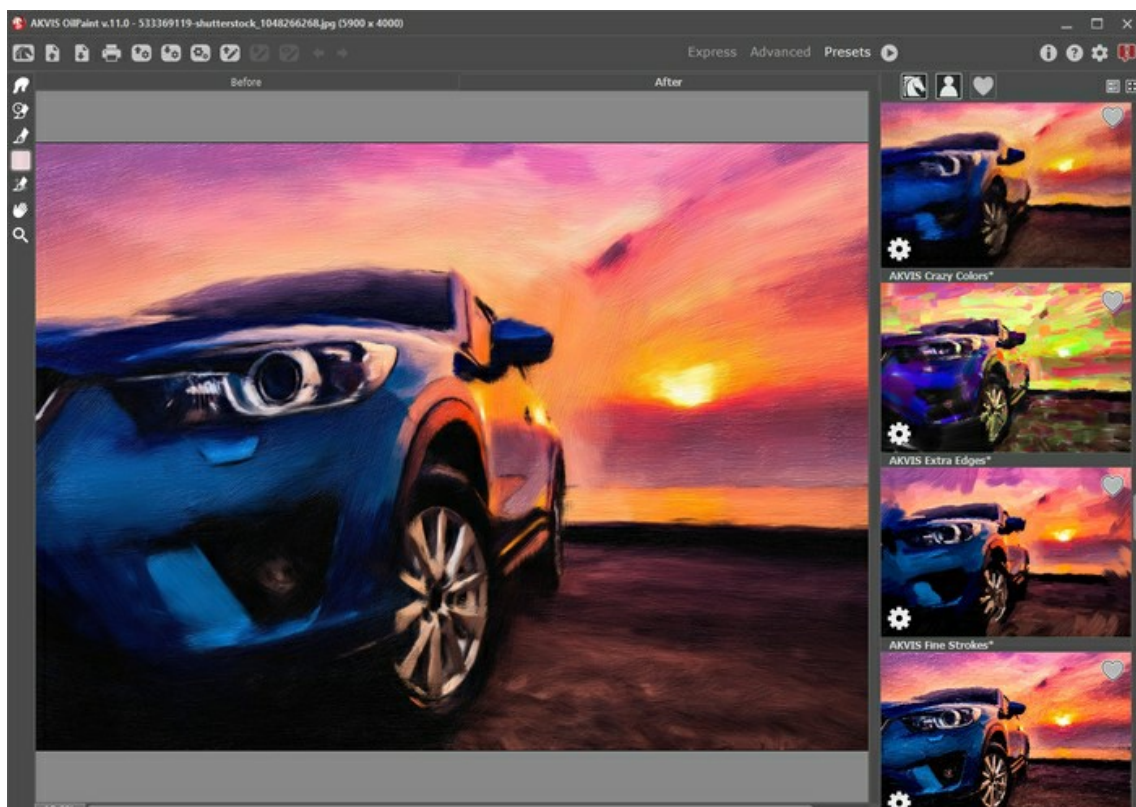 AKVIS OilPaint v.11.0 - 533369119-shutterstock_1048266268.jpg (5900 x 4000)
Express Advanced Presets
Before After
AKVIS Crazy Colors*
AKVIS Extra Edges*
AKVIS Fine Strokes*